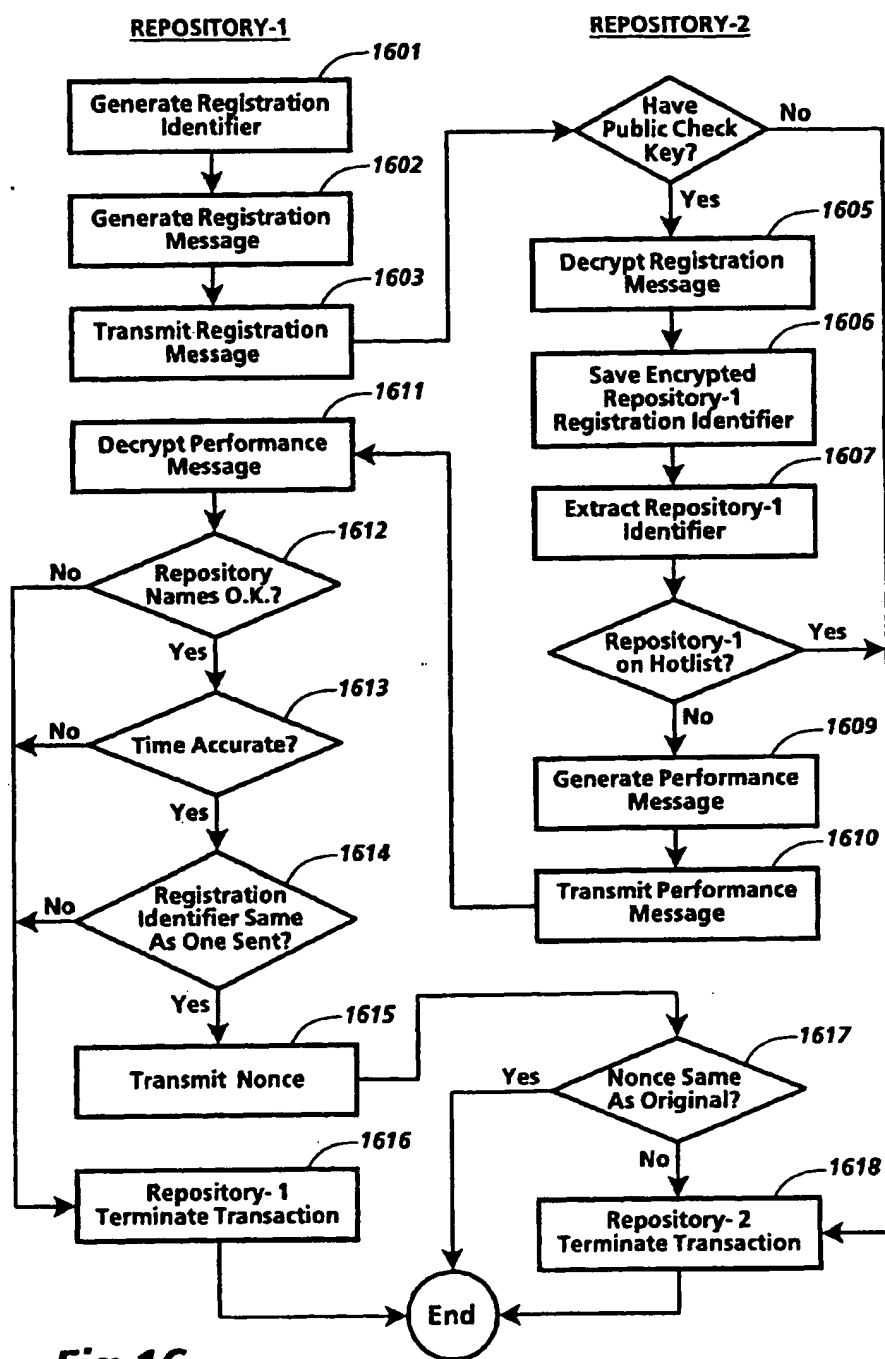 REPOSITORY-1
1601
Generate Registration
Identifier
1602
Generate Registration
Message
1603
Transmit Registration
Message
1611
Decrypt Performance
Message
1612
Repository
Names O.K.?
No
Yes
1613
Time Accurate?
No
Yes
1614
Registration
Identifier Same
As One Sent?
No
Yes
1615
Transmit Nonce
1616
Repository- 1
Terminate Transaction
REPOSITORY-2
Have
Public Check
Key?
No
Yes
1605
Decrypt Registration
Message
1606
Save Encrypted
Repository-1
Registration Identifier
1607
Extract Repository-1
Identifier
Repository-1
on Hotlist?
Yes
No
1609
Generate Performance
Message
1610
Transmit Performance
Message
1617
Nonce Same
As Original?
Yes
No
1618
Repository- 2
Terminate Transaction
End
Fig.16